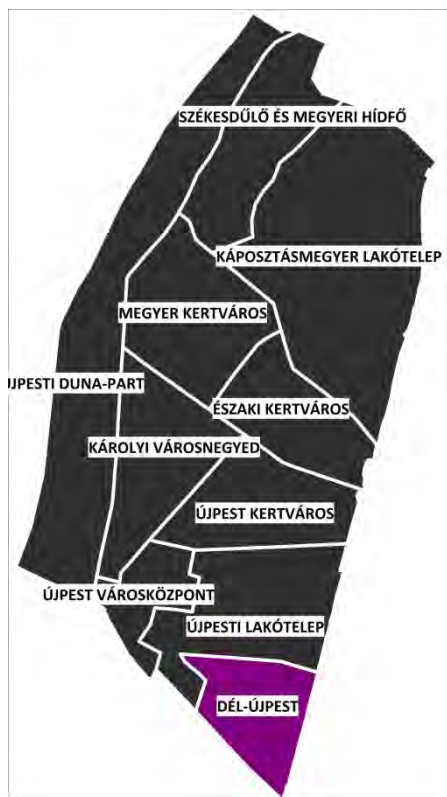 SZÉKESDŰLŐ ÉS MEGYERI HÍDFŐ
KÁPOSZTÁSMEGYER LAKÓTELEP
MEGYER KERTVÁROS
JPESTI DUNA-PART
ÉSZAKI KERTVÁROS
KÁROLYI VÁROSNEGYED
ÚJPEST KERTVÁROS
ÚJPEST VÁROSKÖZPONT
ÚJPESTI LAKÓTELEP
DÉL-ÚJPEST